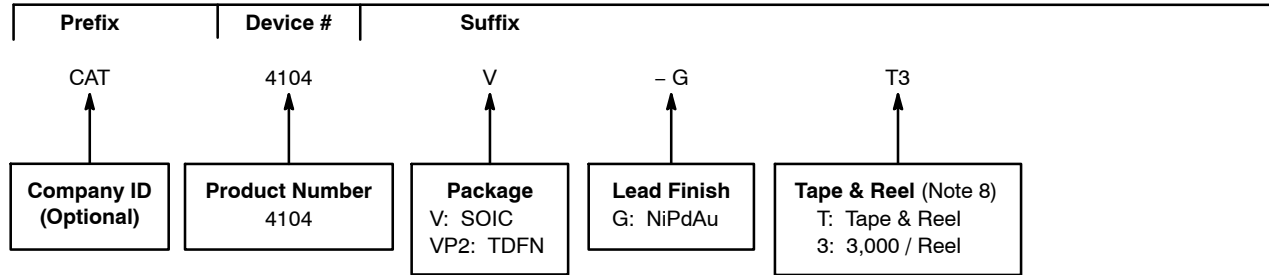 Prefix Device # Suffix
CAT 4104 V – G T3
Company ID
(Optional)
Product Number
4104
Package
V: SOIC
VP2: TDFN
Lead Finish
G: NiPdAu
Tape & Reel (Note 8)
T: Tape & Reel
3: 3,000 / Reel